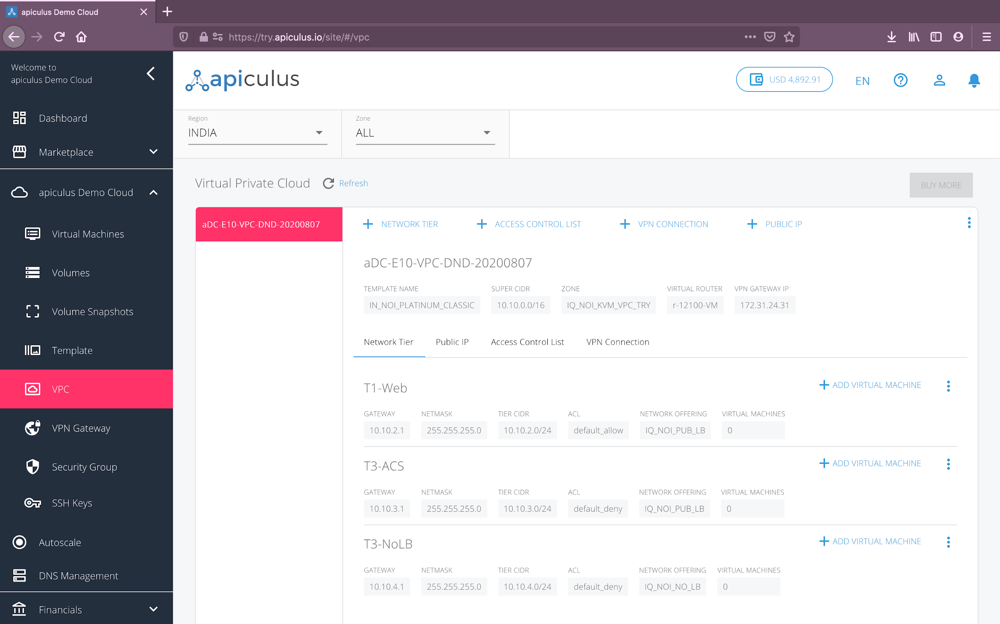 apiculus Demo Cloud
https://try.apiculus.io/site/#/vpc
Welcome to
apiculus Demo Cloud
Dashboard
Marketplace
apiculus Demo Cloud
Virtual Machines
Volumes
Volume Snapshots
Template
VPC
VPN Gateway
Security Group
SSH Keys
Autoscale
DNS Management
Financials
apiculus
USD 4,892.91
EN
Region
INDIA
Zone
ALL
Virtual Private Cloud
Refresh
BUY MORE
aDC-E10-VPC-DND-20200807
NETWORK TIER ACCESS CONTROL LIST VPN CONNECTION PUBLIC IP
aDC-E10-VPC-DND-20200807
TEMPLATE NAME SUPER CIDR ZONE VIRTUAL ROUTER VPN GATEWAY IP
IN_NOI_PLATINUM_CLASSIC 10.10.0.0/16 IQ_NOI_KVM_VPC_TRY r-12100-VM 172.31.24.31
Network Tier Public IP Access Control List VPN Connection
T1-Web ADD VIRTUAL MACHINE
GATEWAY NETMASK TIER CIDR ACL NETWORK OFFERING VIRTUAL MACHINES
10.10.2.1 255.255.255.0 10.10.2.0/24 default_allow IQ_NOI_PUB_LB 0
T3-ACS ADD VIRTUAL MACHINE
GATEWAY NETMASK TIER CIDR ACL NETWORK OFFERING VIRTUAL MACHINES
10.10.3.1 255.255.255.0 10.10.3.0/24 default_deny IQ_NOI_PUB_LB 0
T3-NoLB ADD VIRTUAL MACHINE
GATEWAY NETMASK TIER CIDR ACL NETWORK OFFERING VIRTUAL MACHINES
10.10.4.1 255.255.255.0 10.10.4.0/24 default_deny IQ_NOI_NO_LB 0